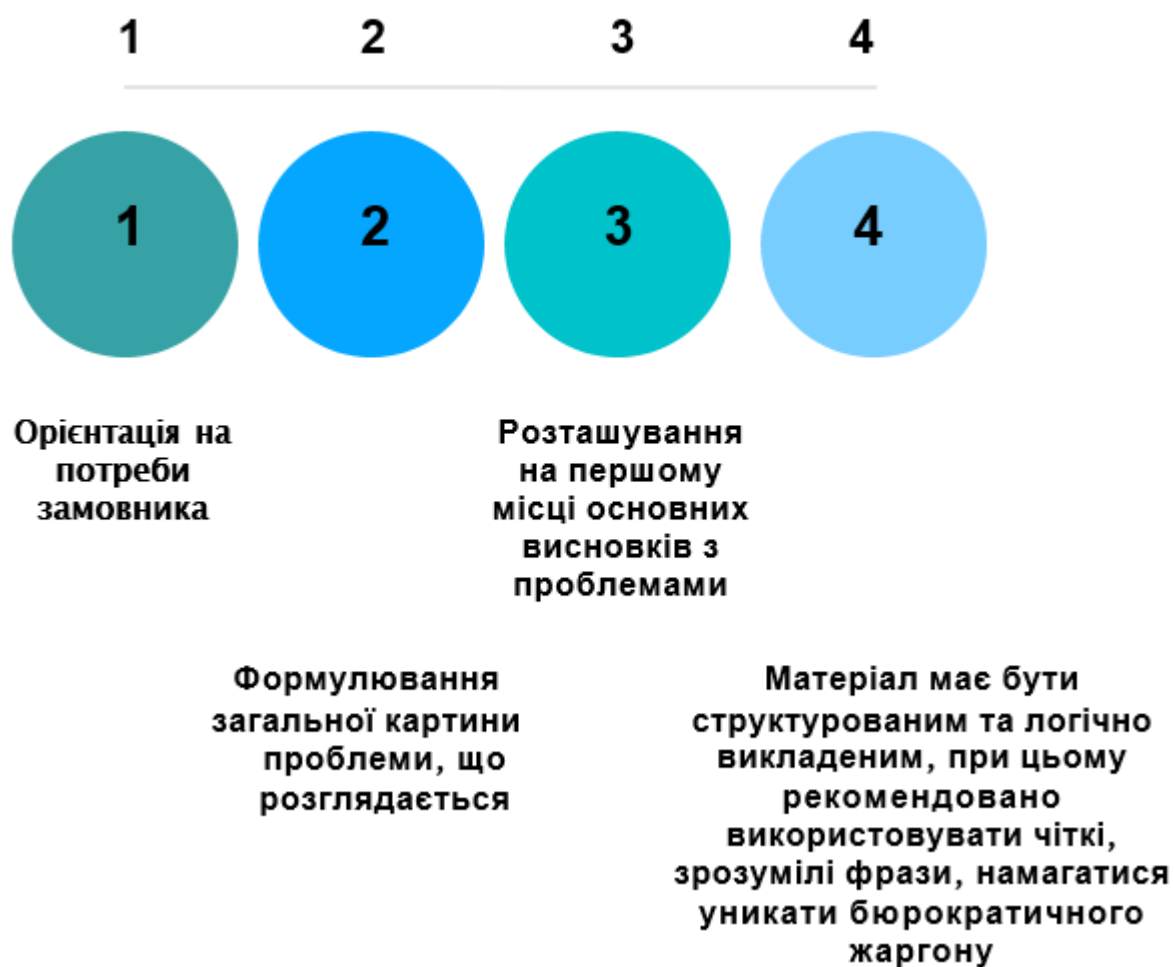 1 2 3 4
1 2 3 4
Орієнтація на
потреби
замовника
Розташування
на першому
місці основних
висновків з
проблемами
Формулювання
загальної картини
проблеми, що
розглядається
Матеріал має бути
структурованим та логічно
викладеним, при цьому
рекомендовано
використовувати чіткі,
зрозумілі фрази, намагатися
уникати бюрократичного
жаргону